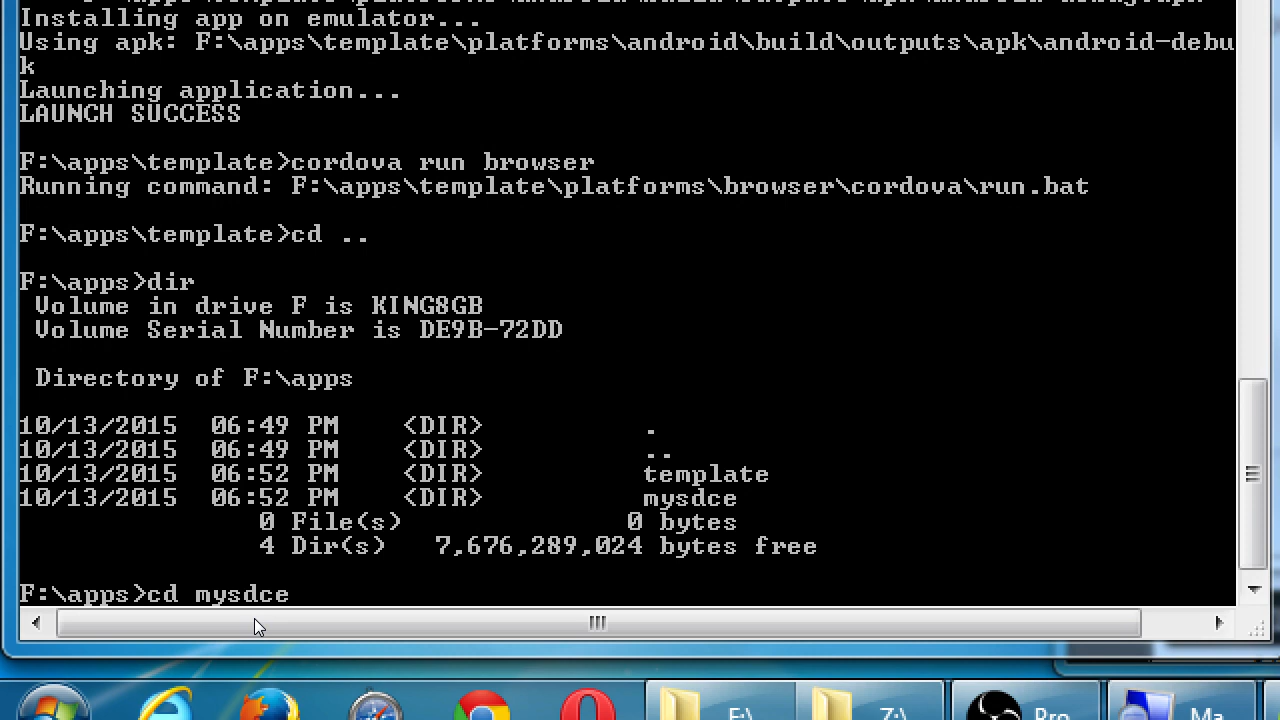 Installing app on emulator...
Using apk: F:\apps\template\platforms\android\build\outputs\apk\android-debu
k
Launching application...
LAUNCH SUCCESS
F:\apps\template>cordova run browser
Running command: F:\apps\template\platforms\browser\cordova\run.bat
F:\apps\template>cd ..
F:\apps>dir
Volume in drive F is KING8GB
Volume Serial Number is DE9B-72DD
Directory of F:\apps
10/13/2015 06:49 PM <DIR> .
10/13/2015 06:49 PM <DIR> ..
10/13/2015 06:52 PM <DIR> template
10/13/2015 06:52 PM <DIR> mysdce
0 File(s) 0 bytes
4 Dir(s) 7,676,289,024 bytes free
F:\apps>cd mysdce
F:\ Z:\ Pro Ma